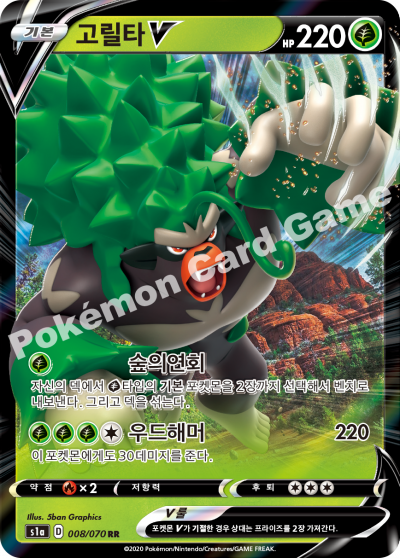 기본 고릴타 V HP 220
Pokémon Card Game
숲의연회
자신의 덱에서 타입의 기본 포켓몬을 2장까지 선택해서 벤치로
내보낸다. 그리고 덱을 섞는다.
우드해머 220
이 포켓몬에게도 30데미지를 준다.
약점 ×2 저항력 후퇴
Illus. 5ban Graphics
V룰
s1a D 008/070 RR
포켓몬 V가 기절한 경우 상대는 프라이즈를 2장 가져간다.
©2020 Pokémon/Nintendo/Creatures/GAME FREAK.